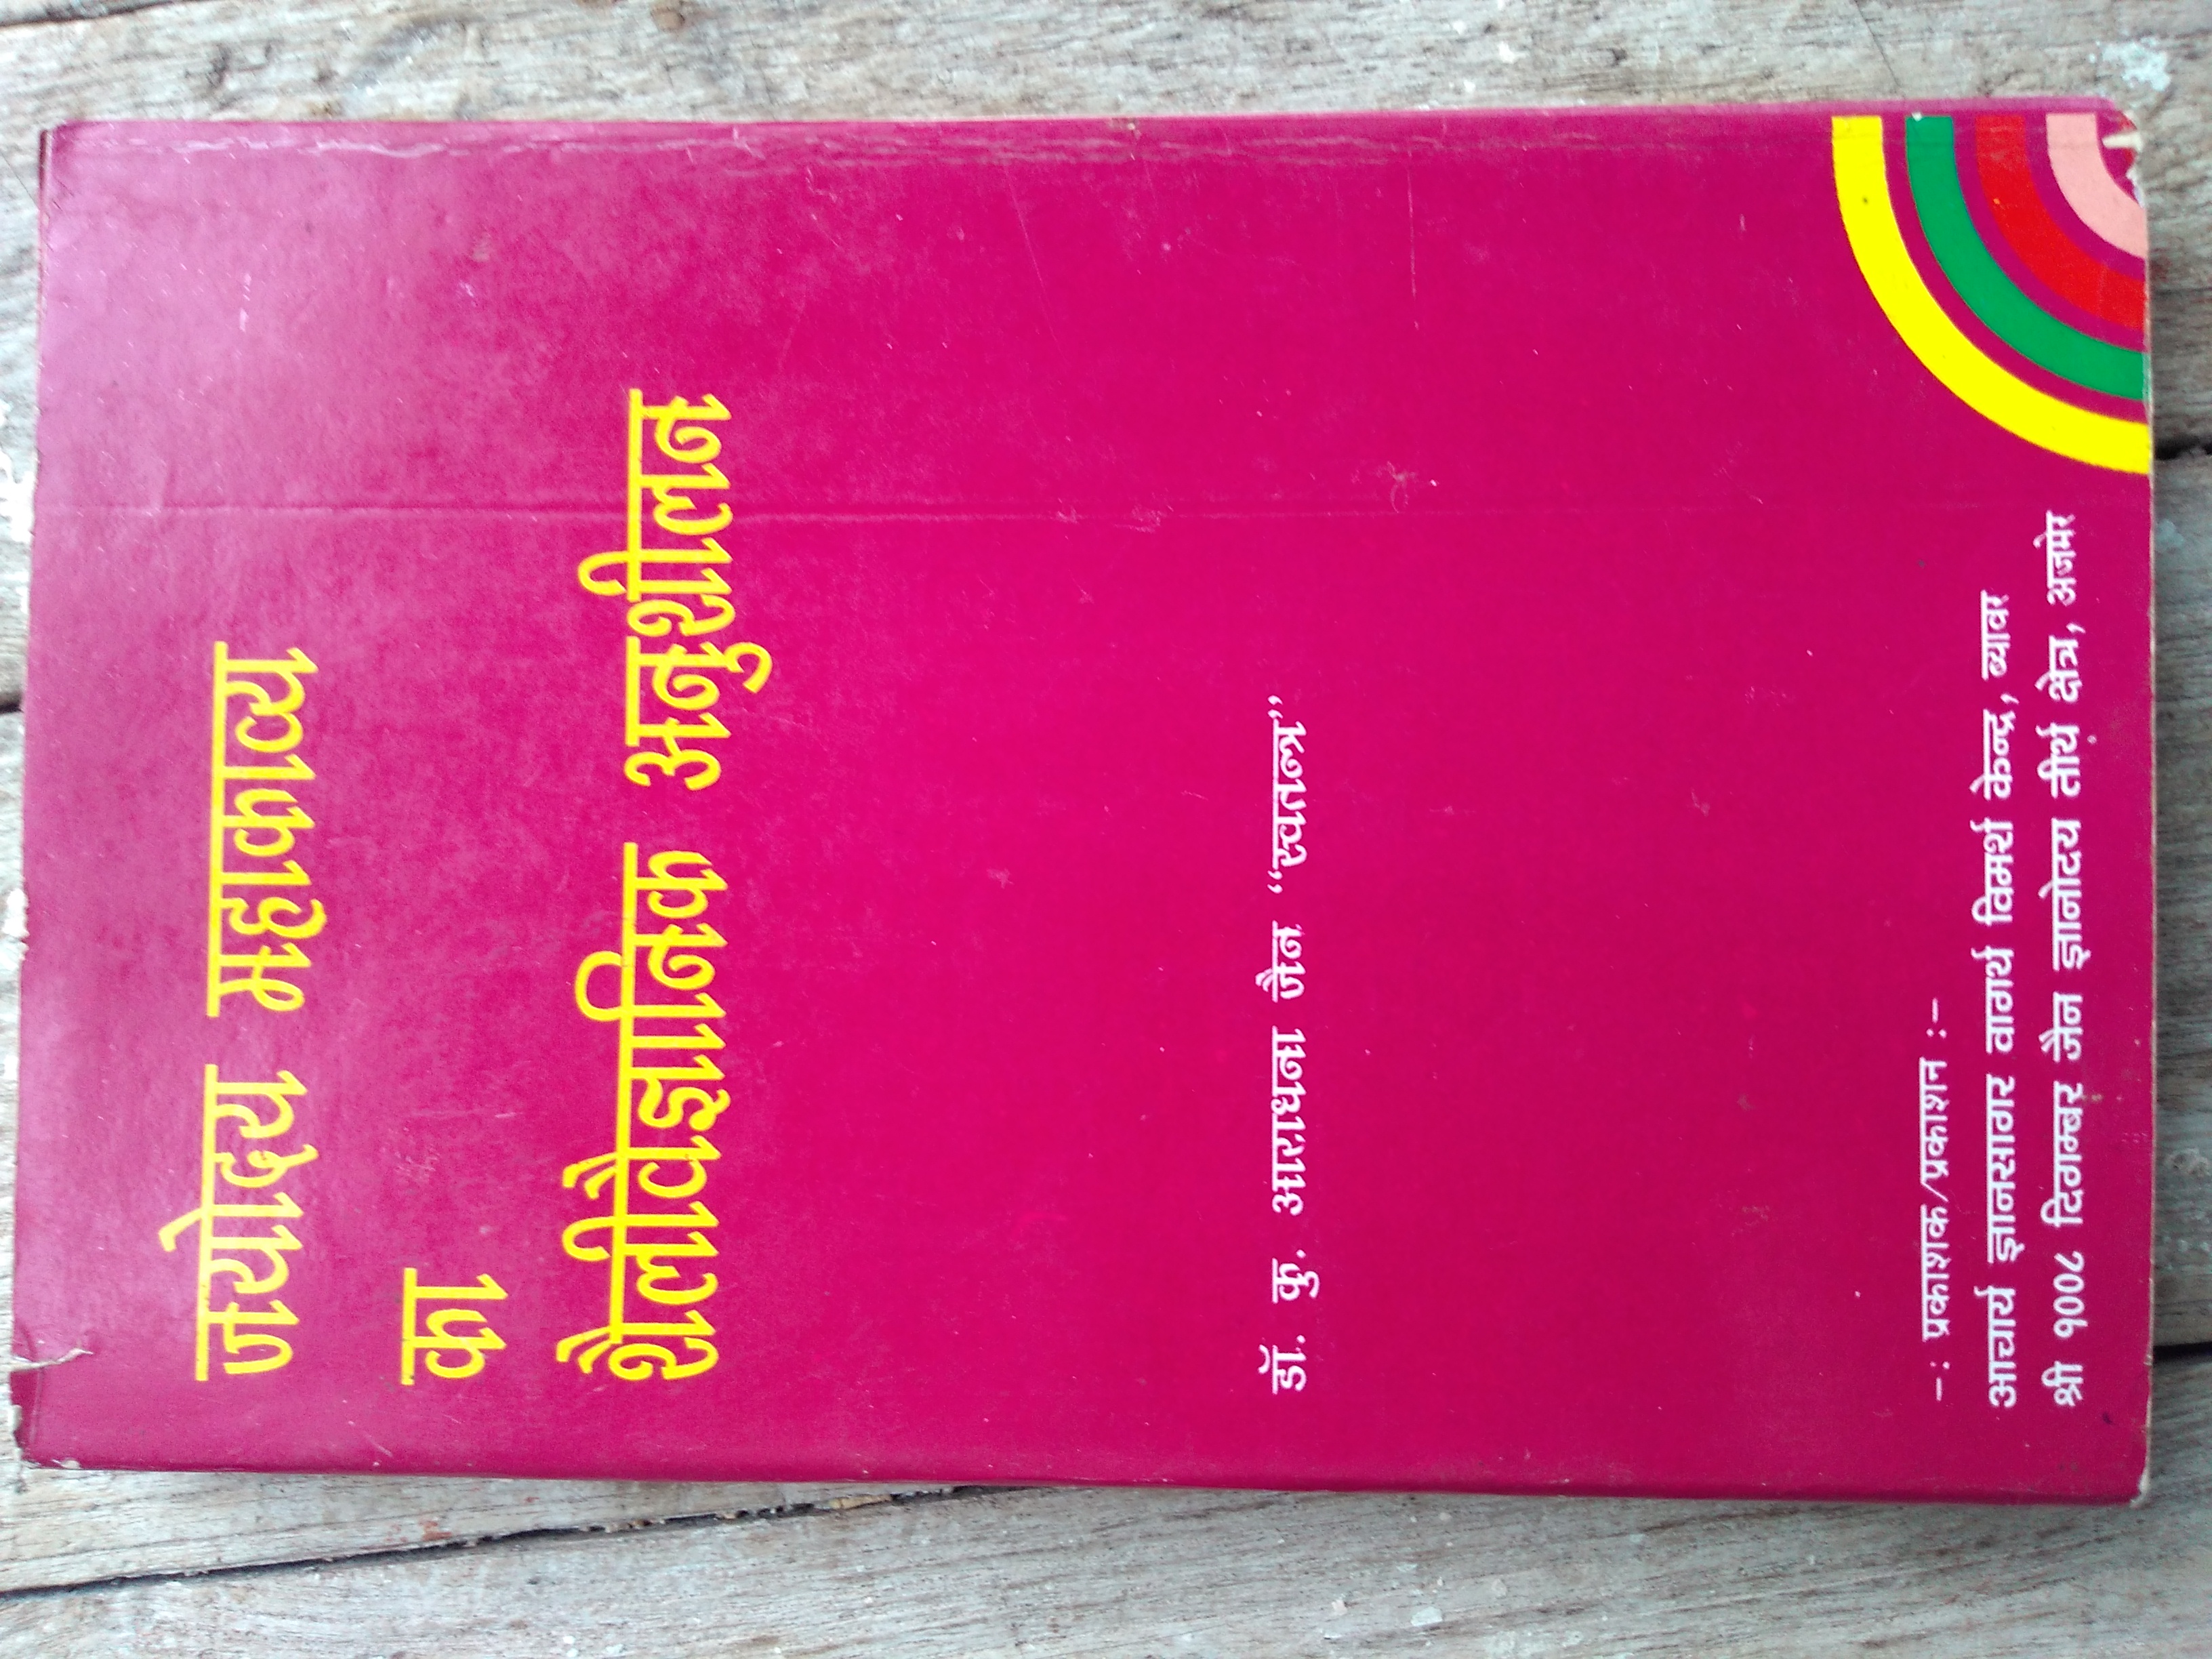 जयोदय महाकाव्य
का
शैलीवैज्ञानिक अनुशीलन
डॉ. कु. आराधना जैन “स्वतन्त्र”
-: प्रकाशक/प्रकाशन :-
आचार्य ज्ञानसागर वागर्थ विमर्श केन्द्र, ब्यावर
श्री १००८ दिगम्बर जैन ज्ञानोदय तीर्थ क्षेत्र, अजमेर